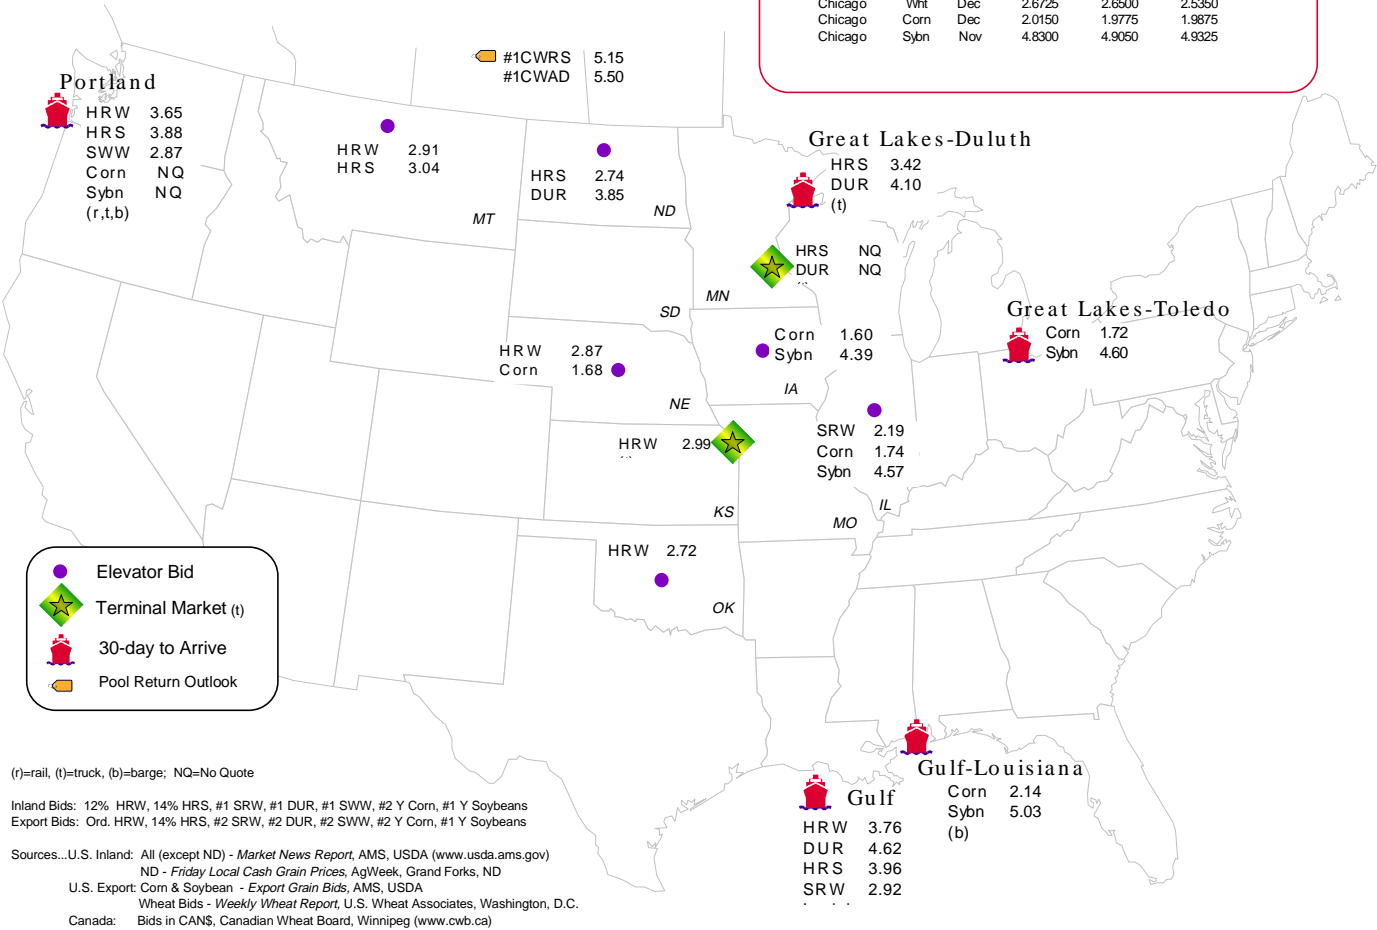 Chicago Wht Dec 2.6725 2.6500 2.5350
Chicago Corn Dec 2.0150 1.9775 1.9875
Chicago Sybn Nov 4.8300 4.9050 4.9325
#1CWRS 5.15
#1CWAD 5.50
Portland
HRW 3.65
HRS 3.88
SWW 2.87
Corn NQ
Sybn NQ
(r,t,b)
HRW 2.91
HRS 3.04
MT
HRS 2.74
DUR 3.85
ND
Great Lakes-Duluth
HRS 3.42
DUR 4.10
(t)
HRS NQ
DUR NQ
MN
SD
Great Lakes-Toledo
Corn 1.72
Sybn 4.60
HRW 2.87
Corn 1.68
NE
Corn 1.60
Sybn 4.39
IA
HRW 2.99
KS
SRW 2.19
Corn 1.74
Sybn 4.57
IL
MO
HRW 2.72
OK
Elevator Bid
Terminal Market (t)
30-day to Arrive
Pool Return Outlook
Gulf-Louisiana
Corn 2.14
Sybn 5.03
(b)
Gulf
HRW 3.76
DUR 4.62
HRS 3.96
SRW 2.92
(r)=rail, (t)=truck, (b)=barge; NQ=No Quote
Inland Bids: 12% HRW, 14% HRS, #1 SRW, #1 DUR, #1 SWW, #2 Y Corn, #1 Y Soybeans
Export Bids: Ord. HRW, 14% HRS, #2 SRW, #2 DUR, #2 SWW, #2 Y Corn, #1 Y Soybeans
Sources...U.S. Inland: All (except ND) - Market News Report, AMS, USDA (www.usda.ams.gov)
ND - Friday Local Cash Grain Prices, AgWeek, Grand Forks, ND
U.S. Export: Corn & Soybean - Export Grain Bids, AMS, USDA
Wheat Bids - Weekly Wheat Report, U.S. Wheat Associates, Washington, D.C.
Canada: Bids in CAN$, Canadian Wheat Board, Winnipeg (www.cwb.ca)